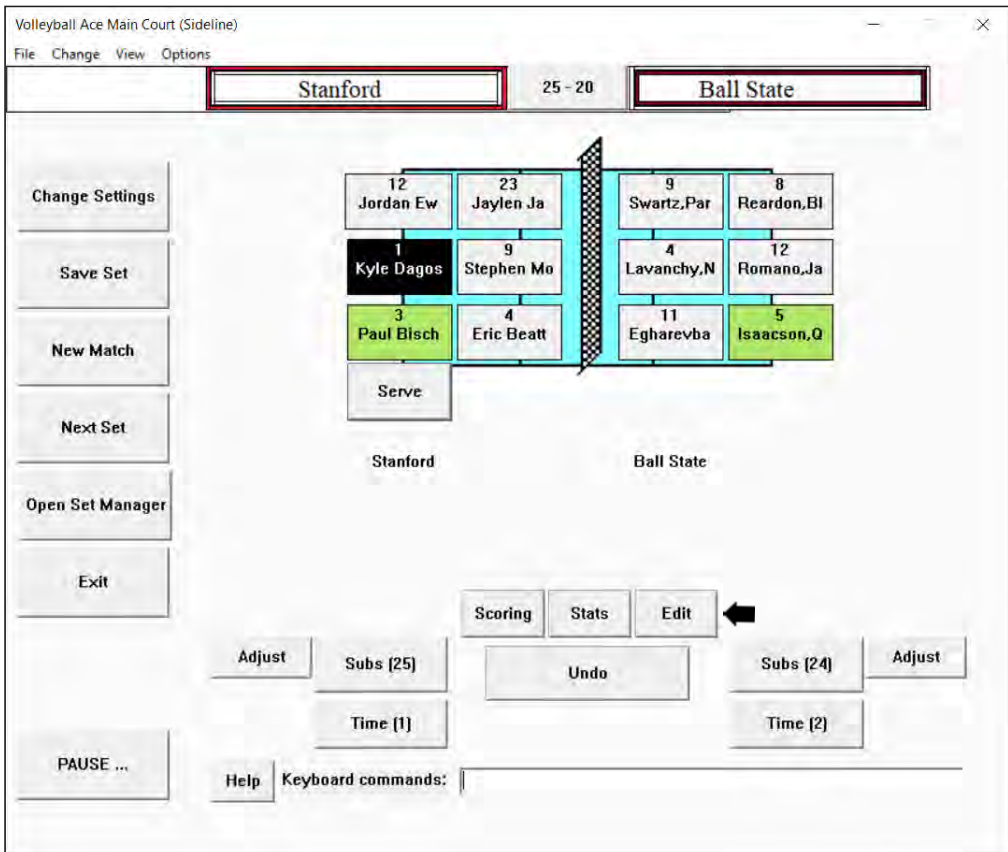 Volleyball Ace Main Court (Sideline)
File Change View Options
Stanford 25 - 20 Ball State
Change Settings
Save Set
New Match
Next Set
Open Set Manager
Exit
PAUSE ...
12 23 9 8
Jordan Ew Jaylen Ja Swartz,Par Reardon,Bl
1 9 4 12
Kyle Dagos Stephen Mo Lavanchy,N Romano,Ja
3 4 11 5
Paul Bisch Eric Beatt Egharevba Isaacson,Q
Serve
Stanford Ball State
Scoring Stats Edit
Adjust Subs (25) Undo Subs (24) Adjust
Time (1) Time (2)
Help Keyboard commands: